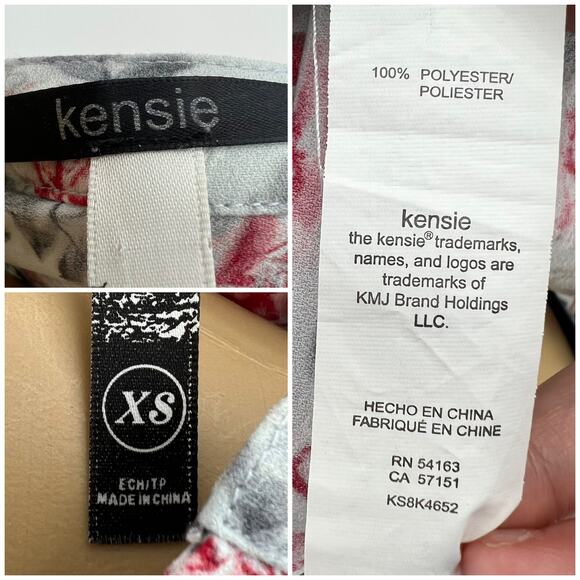 kensie
XS
ECH/TP
MADE IN CHINA
100% POLYESTER/
POLIESTER
kensie
the kensie® trademarks,
names, and logos are
trademarks of
KMJ Brand Holdings
LLC.
HECHO EN CHINA
FABRIQUÉ EN CHINE
RN 54163
CA 57151
KS8K4652